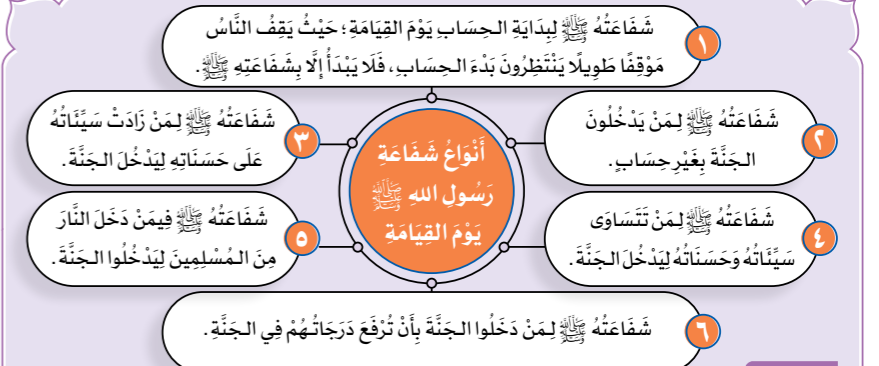 ١
شَفَاعَتُهُ ﷺ لِبِدَايَةِ الحِسَابِ يَوْمَ القِيَامَةِ؛ حَيْثُ يَقِفُ النَّاسُ
مَوْقِفًا طَوِيلًا يَنْتَظِرُونَ بَدْءَ الحِسَابِ، فَلَا يَبْدَأُ إِلَّا بِشَفَاعَتِهِ ﷺ.
أَنْوَاعُ شَفَاعَةِ
رَسُولِ اللهِ ﷺ
يَوْمَ القِيَامَةِ
٢
شَفَاعَتُهُ ﷺ لِمَنْ يَدْخُلُونَ
الجَنَّةَ بِغَيْرِ حِسَابٍ.
٣
شَفَاعَتُهُ ﷺ لِمَنْ زَادَتْ سَيِّئَاتُهُ
عَلَى حَسَنَاتِهِ لِيَدْخُلَ الجَنَّةَ.
٤
شَفَاعَتُهُ ﷺ لِمَنْ تَتَسَاوَى
سَيِّئَاتُهُ وَحَسَنَاتُهُ لِيَدْخُلَ الجَنَّةَ.
٥
شَفَاعَتُهُ ﷺ فِيمَنْ دَخَلَ النَّارَ
مِنَ المُسْلِمِينَ لِيَدْخُلُوا الجَنَّةَ.
٦
شَفَاعَتُهُ ﷺ لِمَنْ دَخَلُوا الجَنَّةَ بِأَنْ تُرْفَعَ دَرَجَاتُهُمْ فِي الجَنَّةِ.